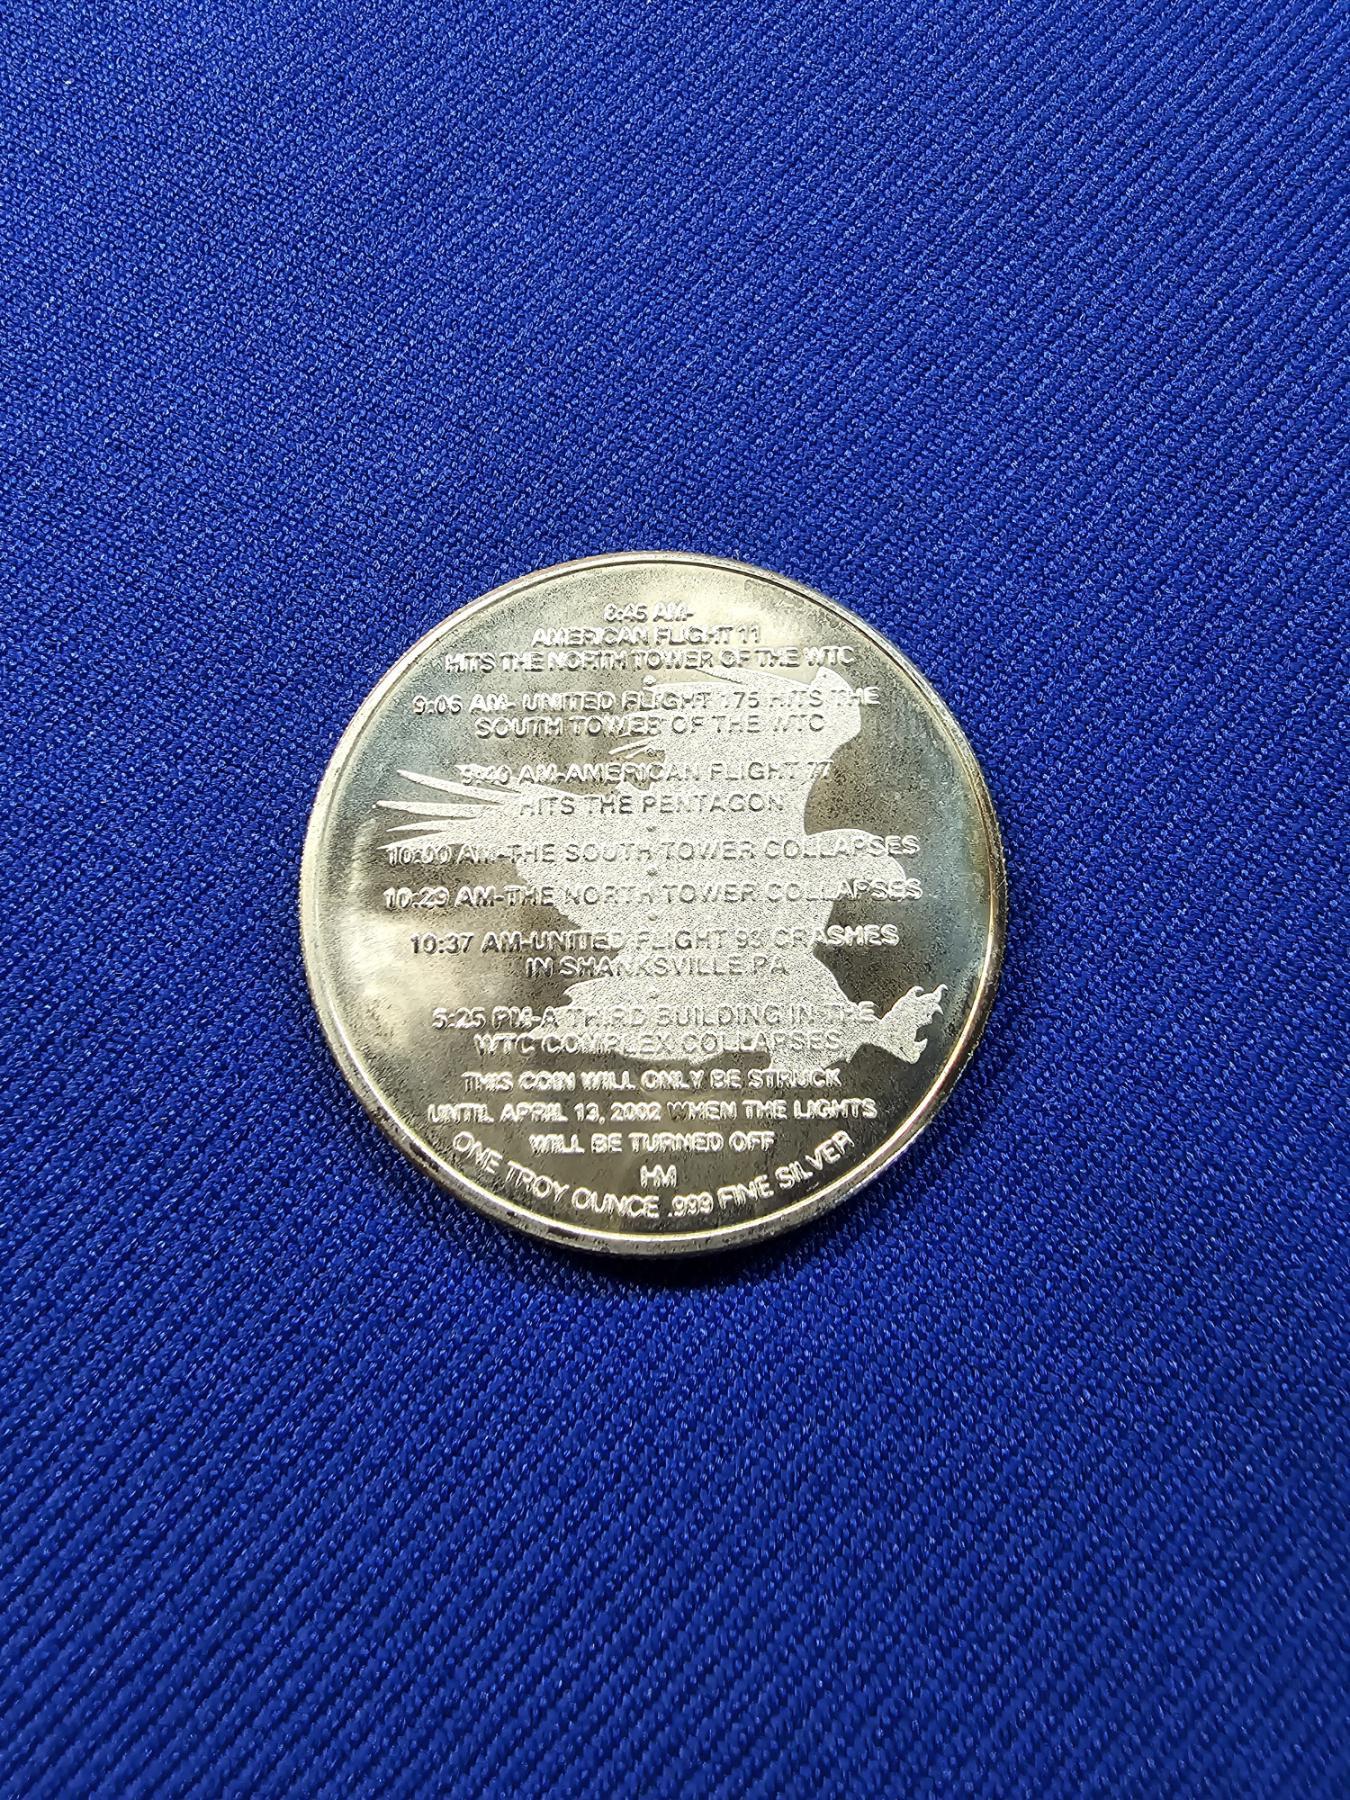 8:45 AM-
AMERICAN FLIGHT 11
HITS THE NORTH TOWER OF THE WTC
9:06 AM- UNITED FLIGHT 175 HITS THE
SOUTH TOWER OF THE WTC
9:40 AM-AMERICAN FLIGHT 77
HITS THE PENTAGON
10:00 AM-THE SOUTH TOWER COLLAPSES
10:29 AM-THE NORTH TOWER COLLAPSES
10:37 AM-UNITED FLIGHT 93 CRASHES
IN SHANKSVILLE PA
5:25 PM-A THIRD BUILDING IN THE
WTC COMPLEX COLLAPSES
THIS COIN WILL ONLY BE STRUCK
UNTIL APRIL 13, 2002 WHEN THE LIGHTS
WILL BE TURNED OFF
HM
ONE TROY OUNCE .999 FINE SILVER